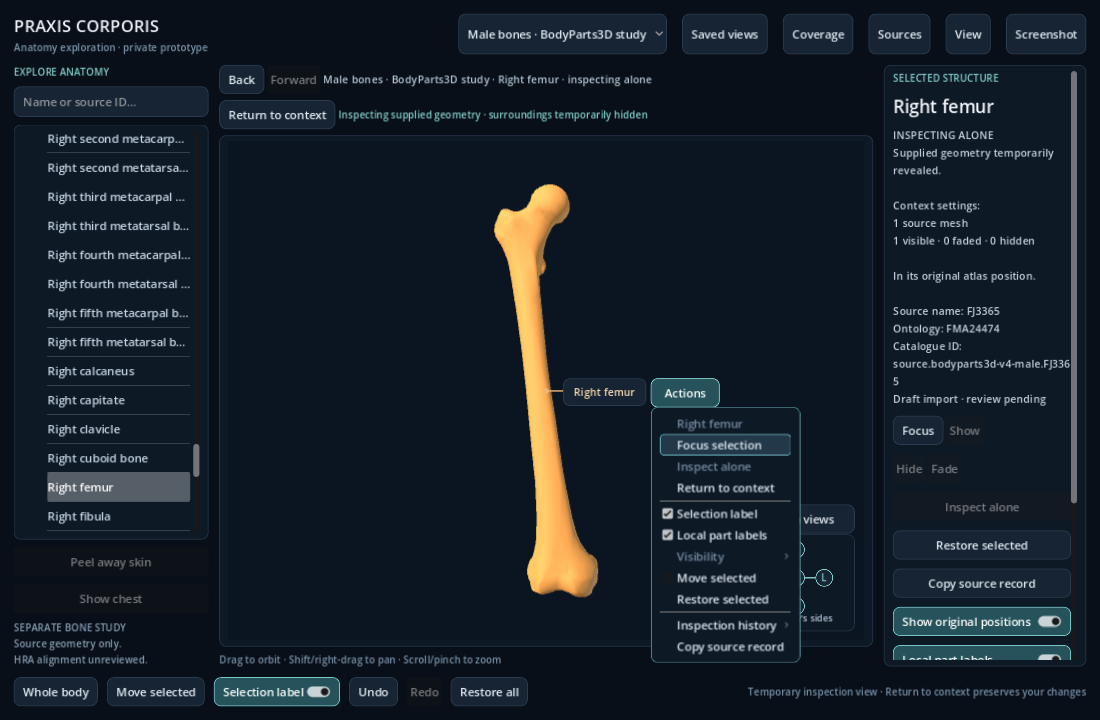 PRAXIS CORPORIS
Anatomy exploration · private prototype
Male bones · BodyParts3D study
Saved views
Coverage
Sources
View
Screenshot
EXPLORE ANATOMY
Name or source ID...
Right second metacarp...
Right second metatarsa...
Right third metacarpal ...
Right third metatarsal b...
Right fourth metacarpal...
Right fourth metatarsal ...
Right fifth metacarpal b...
Right fifth metatarsal b...
Right calcaneus
Right capitate
Right clavicle
Right cuboid bone
Right femur
Right fibula
Peel away skin
Show chest
SEPARATE BONE STUDY
Source geometry only.
HRA alignment unreviewed.
Back
Forward
Male bones · BodyParts3D study · Right femur · inspecting alone
Return to context
Inspecting supplied geometry · surroundings temporarily hidden
Right femur
Actions
Right femur
Focus selection
Inspect alone
Return to context
Selection label
Local part labels
Visibility
Move selected
Restore selected
Inspection history
Copy source record
views
L
's sides
Drag to orbit · Shift/right-drag to pan · Scroll/pinch to zoom
SELECTED STRUCTURE
Right femur
INSPECTING ALONE
Supplied geometry temporarily
revealed.
Context settings:
1 source mesh
1 visible · 0 faded · 0 hidden
In its original atlas position.
Source name: FJ3365
Ontology: FMA24474
Catalogue ID:
source.bodyparts3d-v4-male.FJ336
5
Draft import · review pending
Focus
Show
Hide
Fade
Inspect alone
Restore selected
Copy source record
Show original positions
Local part labels
Whole body
Move selected
Selection label
Undo
Redo
Restore all
Temporary inspection view · Return to context preserves your changes